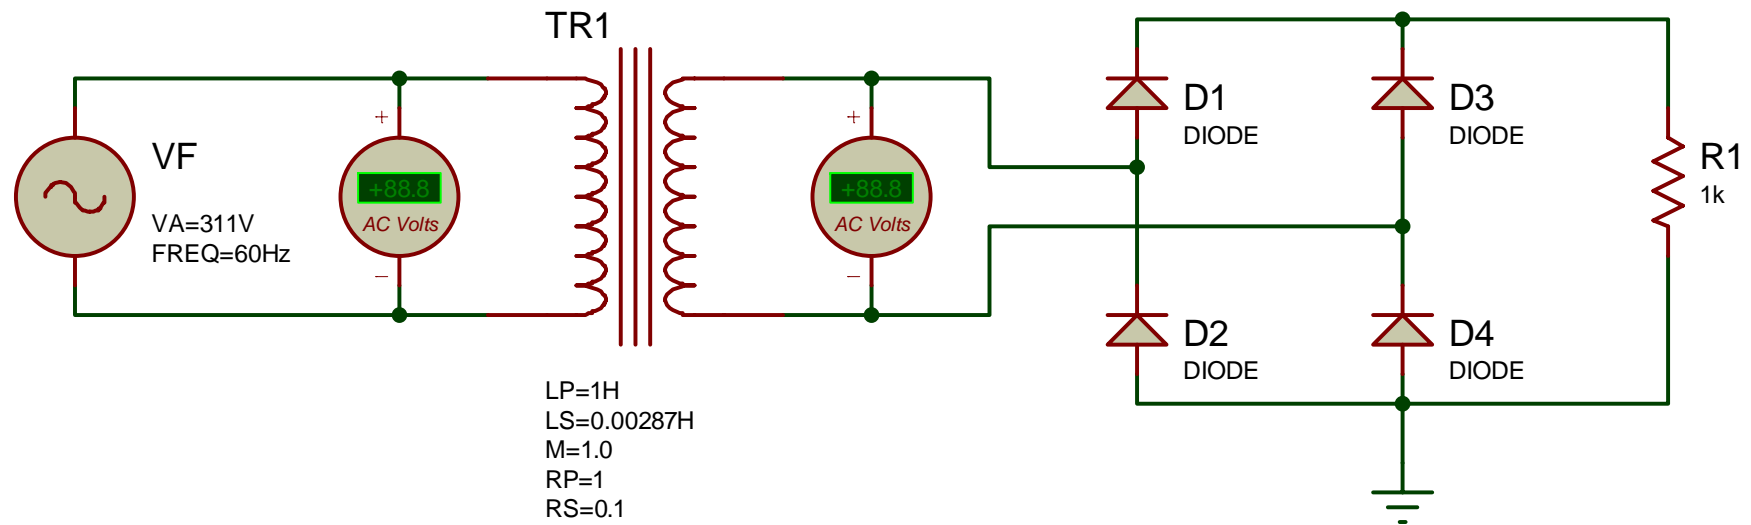 TR1
VF
VA=311V
FREQ=60Hz
+
+88.8
AC Volts
−
+
+88.8
AC Volts
−
LP=1H
LS=0.00287H
M=1.0
RP=1
RS=0.1
D1
DIODE
D3
DIODE
R1
1k
D2
DIODE
D4
DIODE